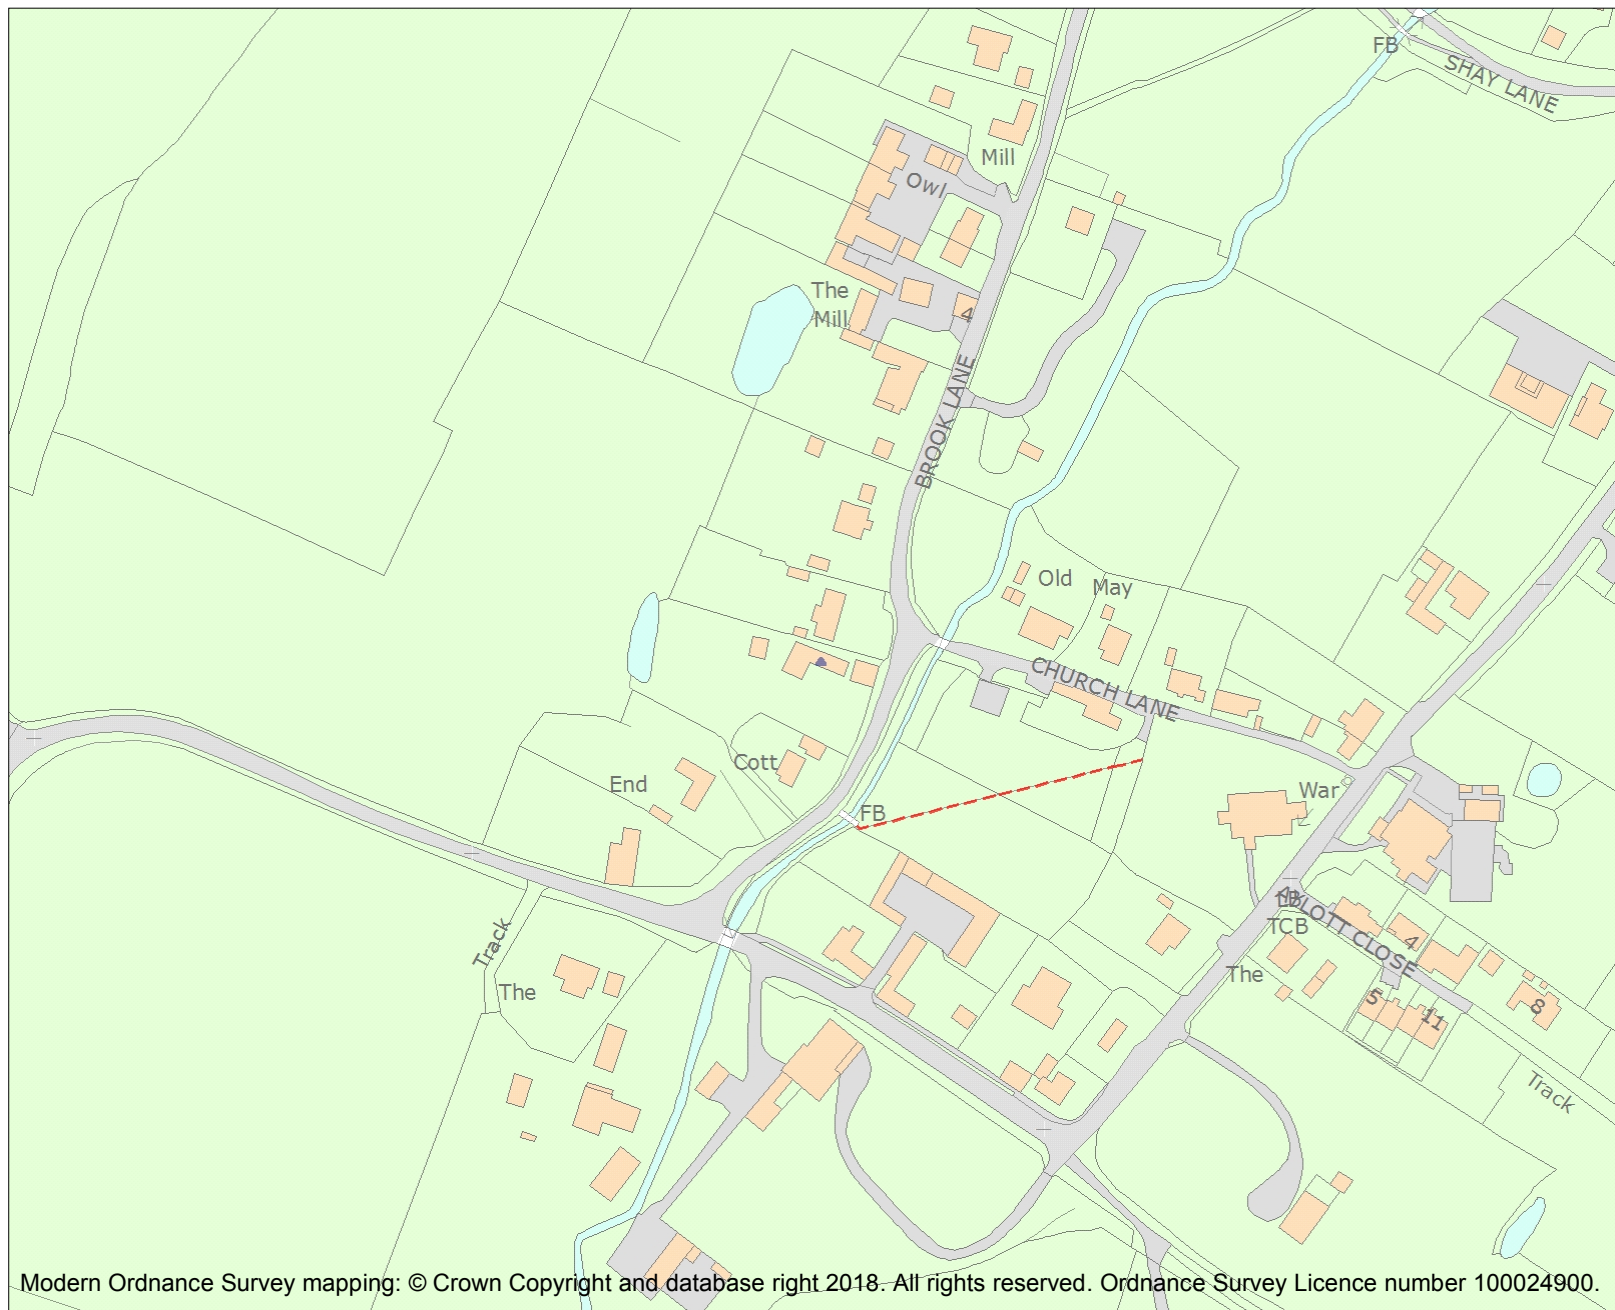 FB
SHAY LANE
Mill
Owl
The
Mill
4
BROOK LANE
Old
May
CHURCH LANE
Cott
End
FB
War
TCB
ABLOTT CLOSE
4
The
Track
The
5
11
8
Track
Modern Ordnance Survey mapping: © Crown Copyright and database right 2018. All rights reserved. Ordnance Survey Licence number 100024900.